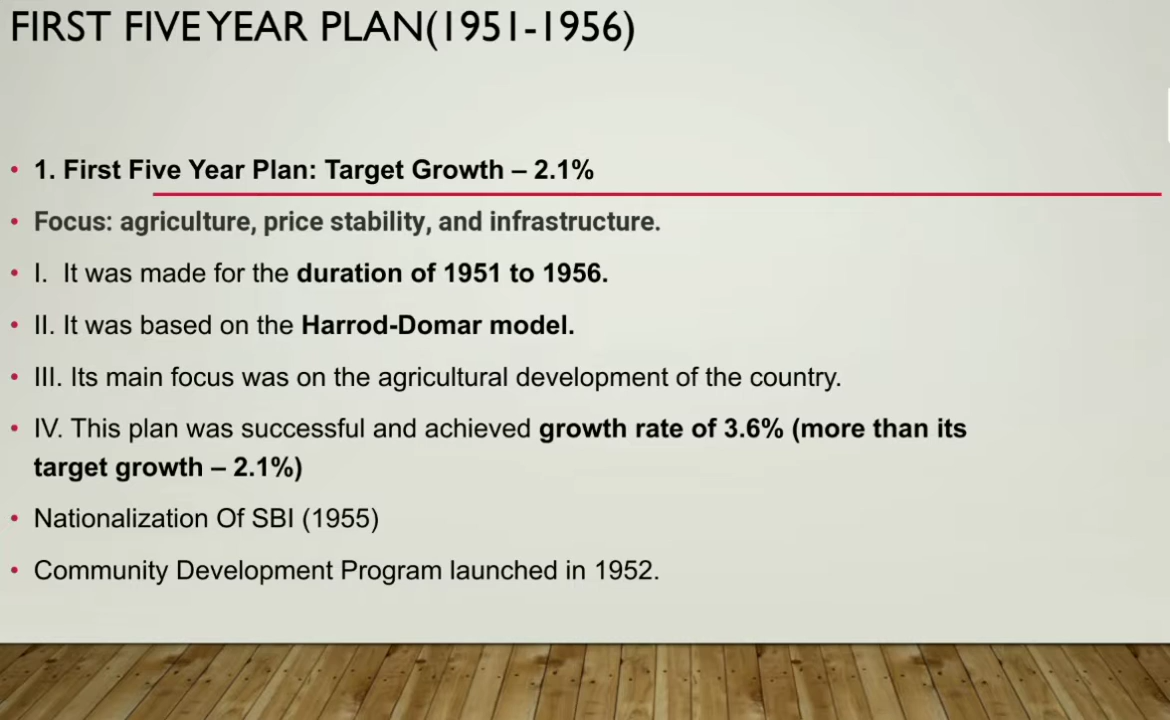 FIRST FIVE YEAR PLAN(1951-1956)
• 1. First Five Year Plan: Target Growth – 2.1%
• Focus: agriculture, price stability, and infrastructure.
• I.  It was made for the duration of 1951 to 1956.
• II. It was based on the Harrod-Domar model.
• III. Its main focus was on the agricultural development of the country.
• IV. This plan was successful and achieved growth rate of 3.6% (more than its
target growth – 2.1%)
• Nationalization Of SBI (1955)
• Community Development Program launched in 1952.